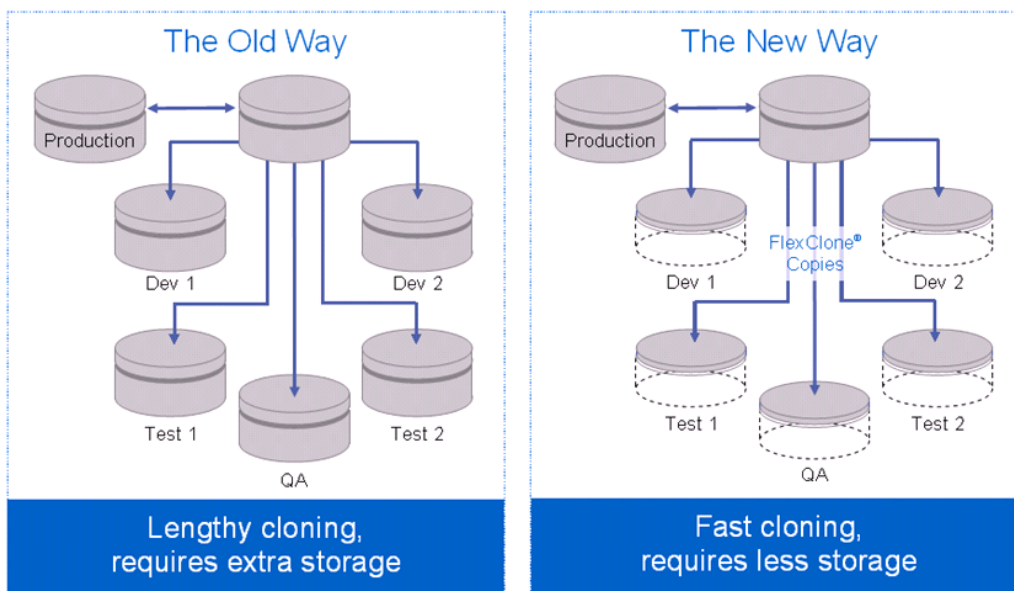 The Old Way
Production
Dev 1
Dev 2
Test 1
Test 2
QA
Lengthy cloning,
requires extra storage
The New Way
Production
FlexClone®
Copies
Dev 1
Dev 2
Test 1
Test 2
QA
Fast cloning,
requires less storage